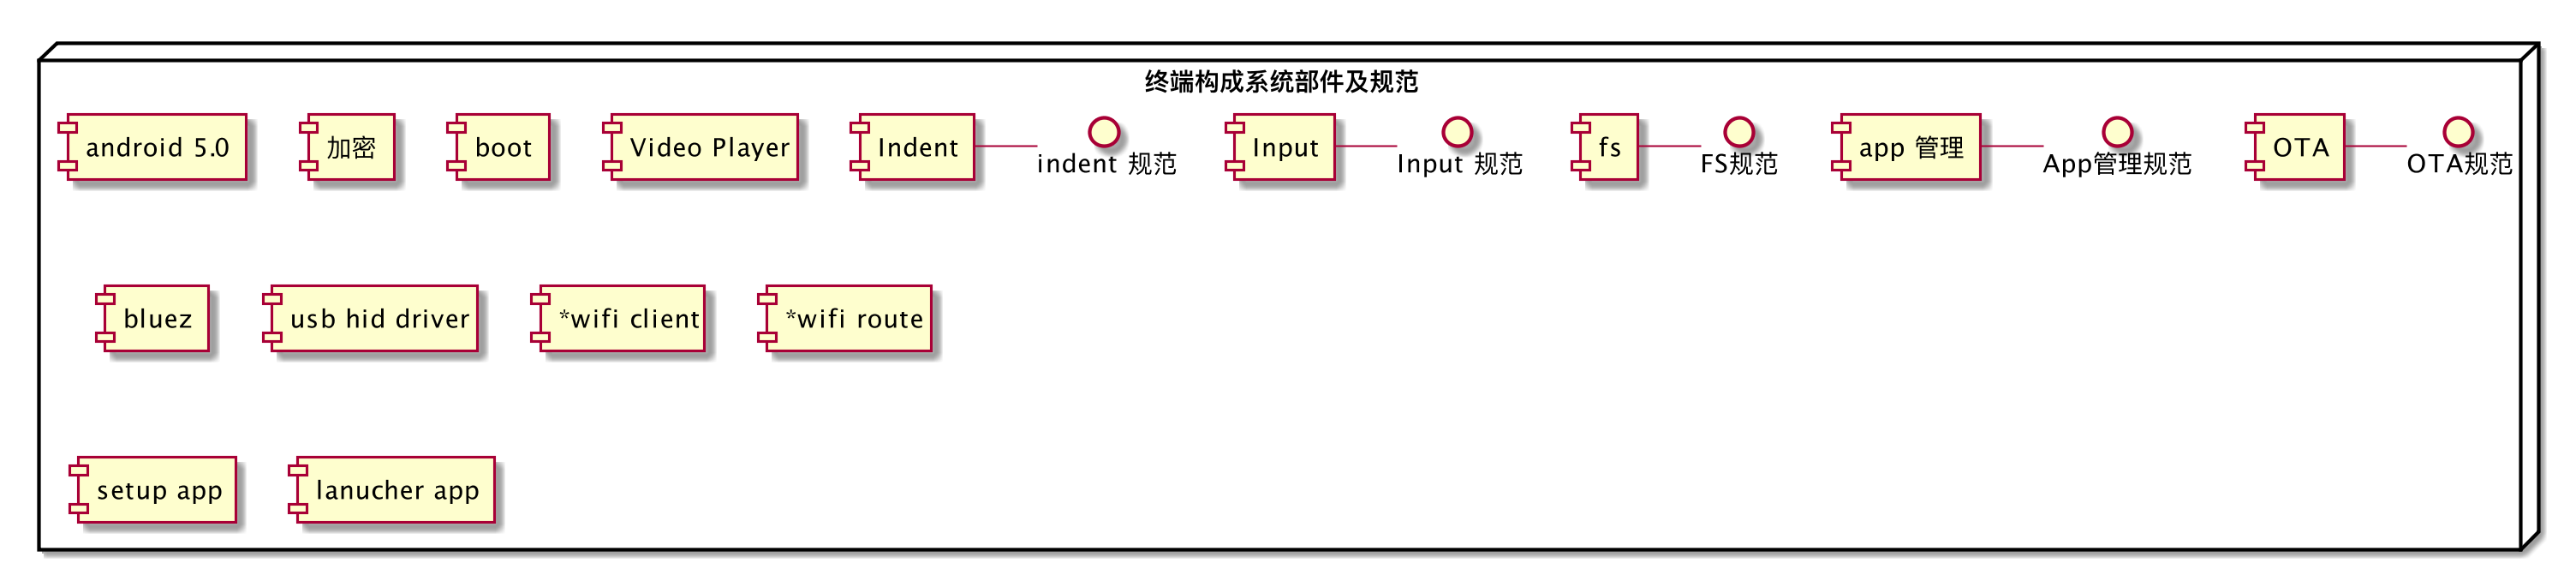 终端构成系统部件及规范
android 5.0
加密
boot
Video Player
Indent
indent 规范
Input
Input 规范
fs
FS规范
app 管理
App管理规范
OTA
OTA规范
bluez
usb hid driver
*wifi client
*wifi route
setup app
lanucher app